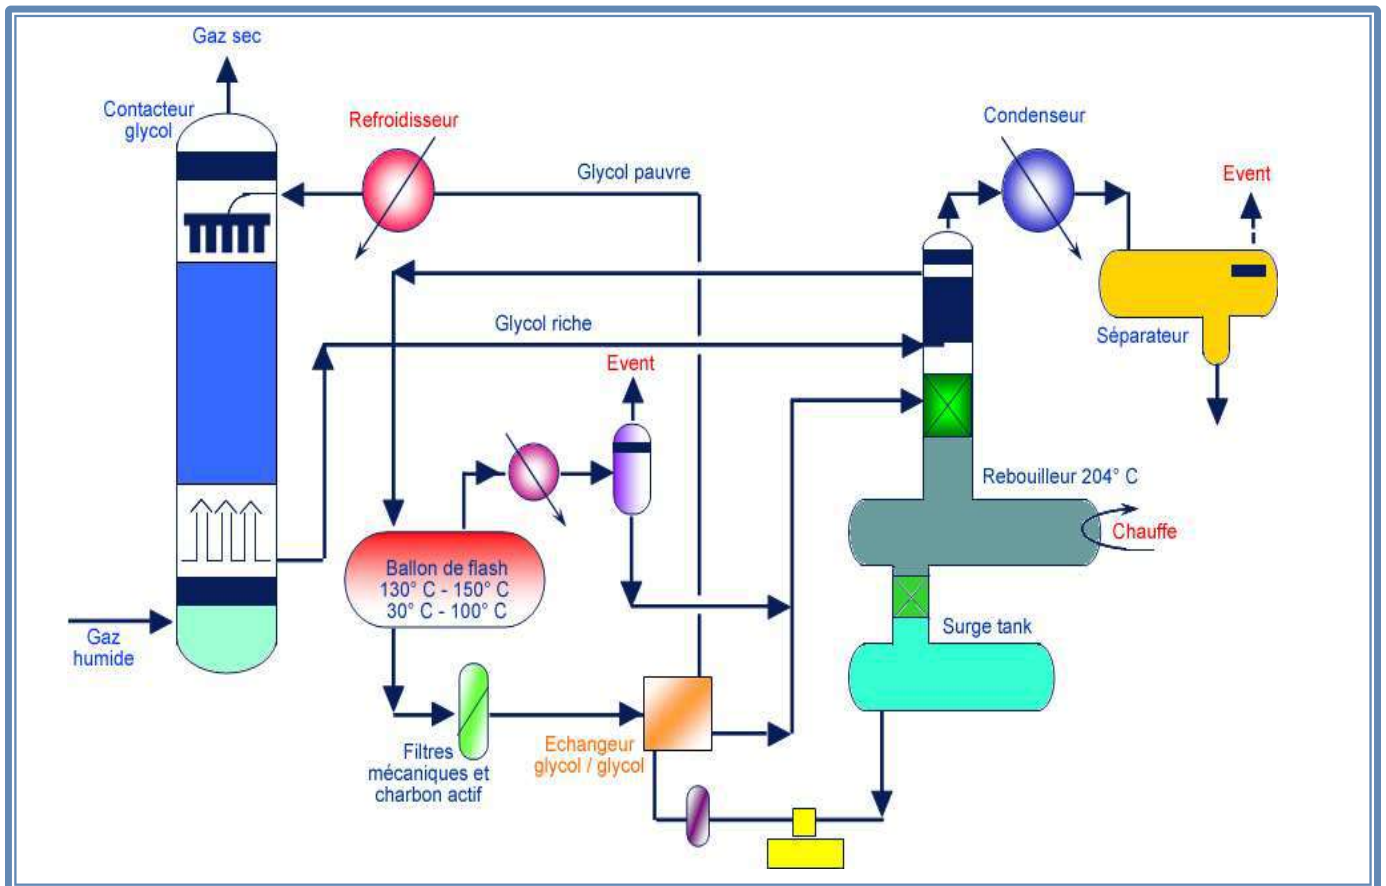 Gaz sec
Contacteur
glycol
Refroidisseur
Condenseur
Glycol pauvre
Event
Glycol riche
Séparateur
Event
Rebouilleur 204° C
Chauffe
Ballon de flash
130° C - 150° C
30° C - 100° C
Gaz
humide
Surge tank
Filtres
mécaniques et
charbon actif
Echangeur
glycol / glycol